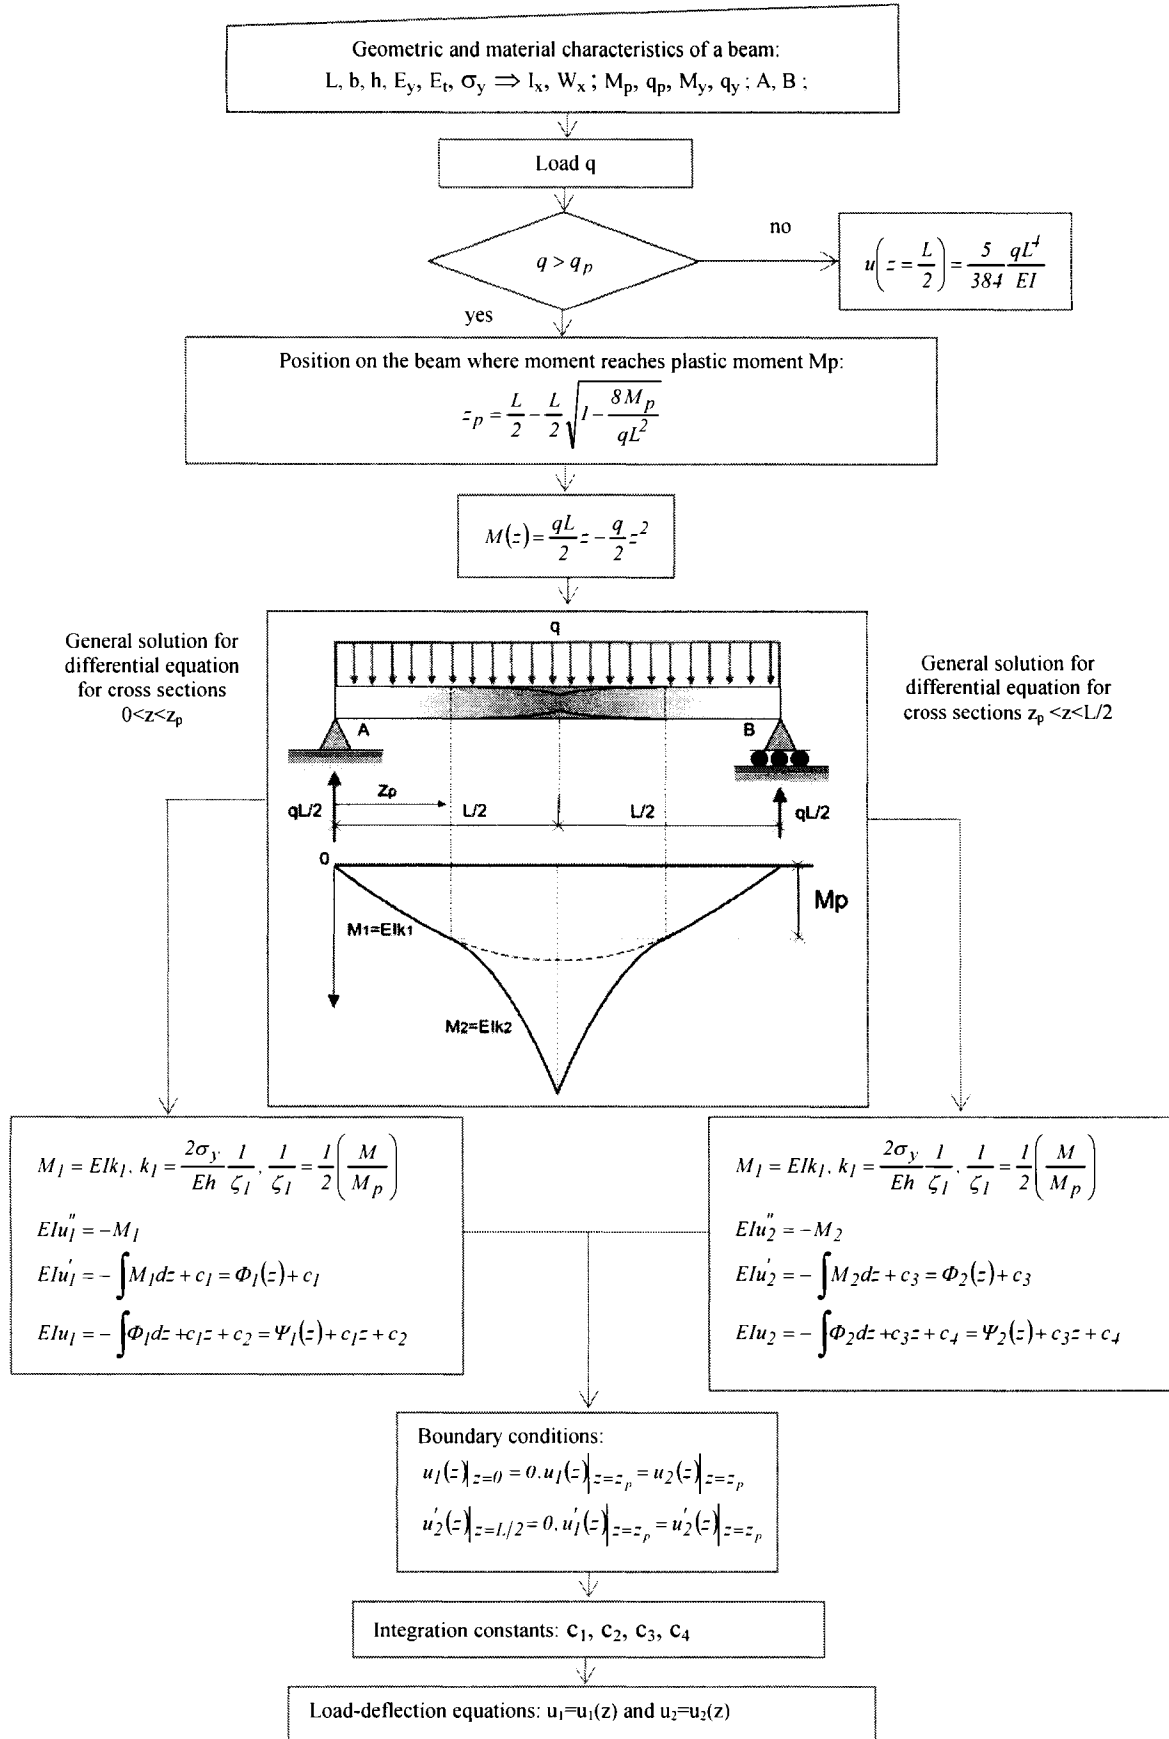 Geometric and material characteristics of a beam:
L, b, h, E_y, E_t, σ_y ⇒ I_x, W_x ; M_p, q_p, M_y, q_y ; A, B ;
Load q
q > q_p
no
u(z = L/2) = 5/384 qL^4/EI
yes
Position on the beam where moment reaches plastic moment Mp:
z_p = L/2 − L/2 √(1 − 8M_p/qL^2)
M(z) = qL/2 z − q/2 z^2
General solution for
differential equation
for cross sections
0<z<z_p
q
A
B
qL/2
z_p
L/2
L/2
qL/2
0
Mp
M1=EIk1
M2=EIk2
General solution for
differential equation for
cross sections z_p <z<L/2
M_1 = EIk_1, k_1 = 2σ_y/Eh 1/ζ_1, 1/ζ_1 = 1/2 (M/M_p)
EIu_1'' = −M_1
EIu_1' = −∫M_1dz + c_1 = Φ_1(z) + c_1
EIu_1 = −∫Φ_1dz + c_1z + c_2 = Ψ_1(z) + c_1z + c_2
M_1 = EIk_1, k_1 = 2σ_y/Eh 1/ζ_1, 1/ζ_1 = 1/2 (M/M_p)
EIu_2'' = −M_2
EIu_2' = −∫M_2dz + c_3 = Φ_2(z) + c_3
EIu_2 = −∫Φ_2dz + c_3z + c_4 = Ψ_2(z) + c_3z + c_4
Boundary conditions:
u_1(z)|z=0 = 0. u_1(z)|z=z_p = u_2(z)|z=z_p
u_2'(z)|z=L/2 = 0. u_1'(z)|z=z_p = u_2'(z)|z=z_p
Integration constants: c_1, c_2, c_3, c_4
Load-deflection equations: u_1=u_1(z) and u_2=u_2(z)